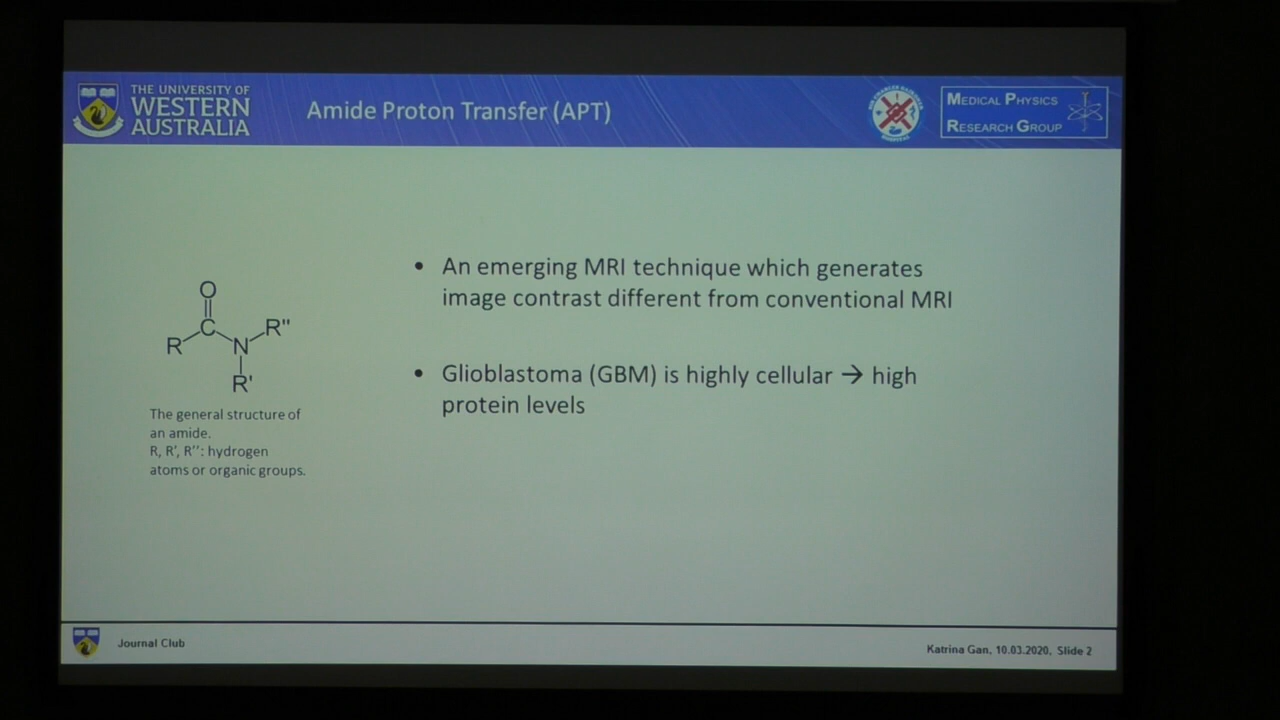 THE UNIVERSITY OF
WESTERN
AUSTRALIA
Amide Proton Transfer (APT)
MEDICAL PHYSICS
RESEARCH GROUP
• An emerging MRI technique which generates
image contrast different from conventional MRI
• Glioblastoma (GBM) is highly cellular → high
protein levels
O
C
R
N
R"
R'
The general structure of
an amide.
R, R', R'': hydrogen
atoms or organic groups.
Journal Club
Katrina Gan, 10.03.2020, Slide 2